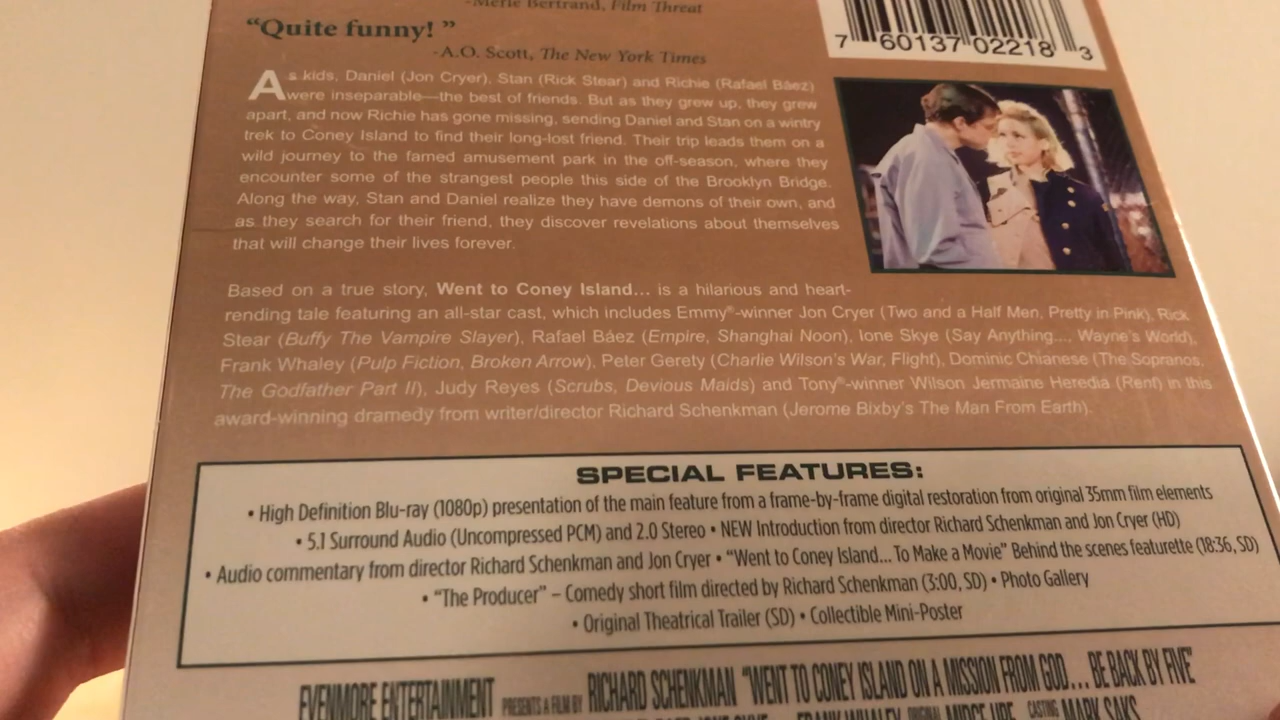 -Merle Bertrand, Film Threat
“Quite funny! ”
-A.O. Scott, The New York Times
7 60137 02218 3
As kids, Daniel (Jon Cryer), Stan (Rick Stear) and Richie (Rafael Báez)
were inseparable—the best of friends. But as they grew up, they grew
apart, and now Richie has gone missing, sending Daniel and Stan on a wintry
trek to Coney Island to find their long-lost friend. Their trip leads them on a
wild journey to the famed amusement park in the off-season, where they
encounter some of the strangest people this side of the Brooklyn Bridge.
Along the way, Stan and Daniel realize they have demons of their own, and
as they search for their friend, they discover revelations about themselves
that will change their lives forever.
Based on a true story, Went to Coney Island... is a hilarious and heart-
rending tale featuring an all-star cast, which includes Emmy®-winner Jon Cryer (Two and a Half Men, Pretty in Pink), Rick
Stear (Buffy The Vampire Slayer), Rafael Báez (Empire, Shanghai Noon), Ione Skye (Say Anything..., Wayne's World),
Frank Whaley (Pulp Fiction, Broken Arrow), Peter Gerety (Charlie Wilson's War, Flight), Dominic Chianese (The Sopranos,
The Godfather Part II), Judy Reyes (Scrubs, Devious Maids) and Tony®-winner Wilson Jermaine Heredia (Rent) in this
award-winning dramedy from writer/director Richard Schenkman (Jerome Bixby's The Man From Earth).
SPECIAL FEATURES:
• High Definition Blu-ray (1080p) presentation of the main feature from a frame-by-frame digital restoration from original 35mm film elements
• 5.1 Surround Audio (Uncompressed PCM) and 2.0 Stereo • NEW Introduction from director Richard Schenkman and Jon Cryer (HD)
• Audio commentary from director Richard Schenkman and Jon Cryer • “Went to Coney Island...To Make a Movie” Behind the scenes featurette (18:36, SD)
• “The Producer” – Comedy short film directed by Richard Schenkman (3:00, SD) • Photo Gallery
• Original Theatrical Trailer (SD) • Collectible Mini-Poster
EVENMORE ENTERTAINMENT PRESENTS A FILM BY RICHARD SCHENKMAN “WENT TO CONEY ISLAND ON A MISSION FROM GOD... BE BACK BY FIVE”
FRANK WHALEY ORIGINAL MIDGE URE CASTING MARK SAKS